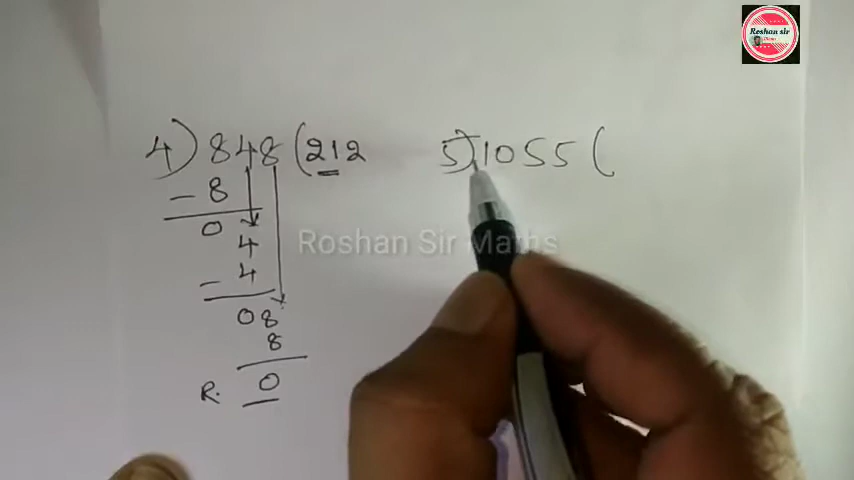 Roshan sir
4) 848 (212
- 8
0 4
- 4
08
8
R. 0
5) 1055 (
Roshan Sir Maths